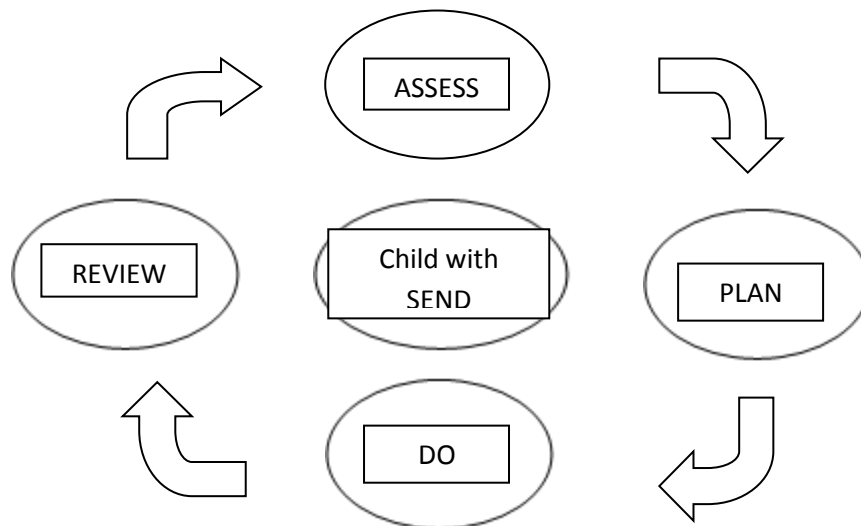 ASSESS
REVIEW
Child with
SEND
PLAN
DO